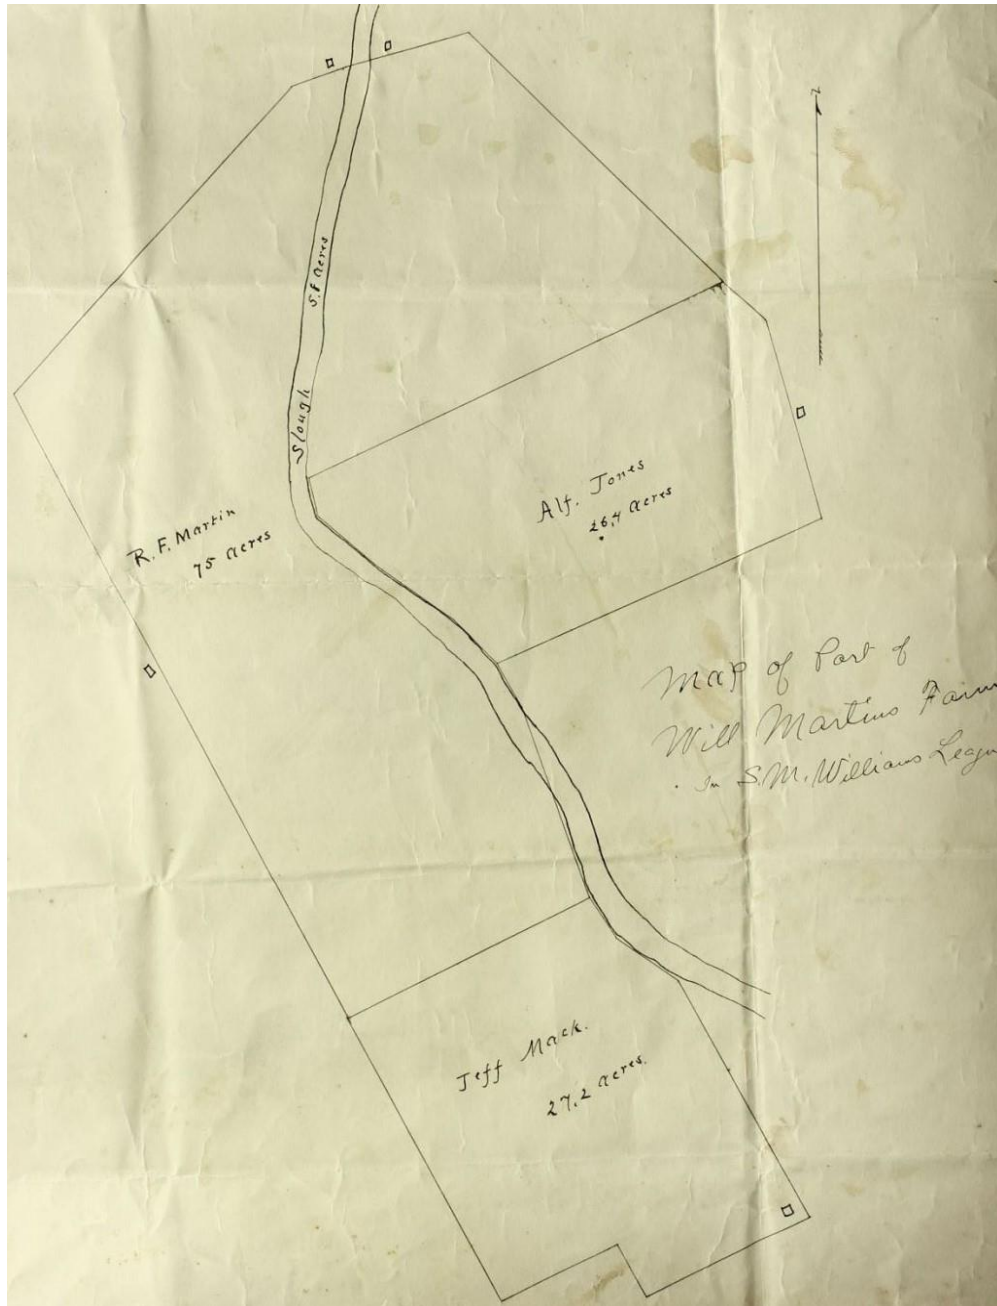 N
5.8 acres
Slough
Alf. Jones
26.4 acres
R. F. Martin
75 acres
Map of Part of
Will Martins Farm
In S. M. Williams Leagu
Jeff Mack.
27.2 acres.